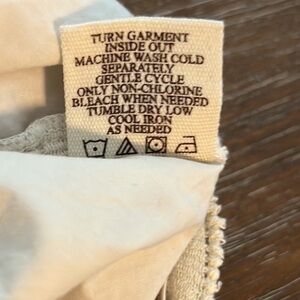 TURN GARMENT
INSIDE OUT
MACHINE WASH COLD
SEPARATELY
GENTLE CYCLE
ONLY NON-CHLORINE
BLEACH WHEN NEEDED
TUMBLE DRY LOW
COOL IRON
AS NEEDED